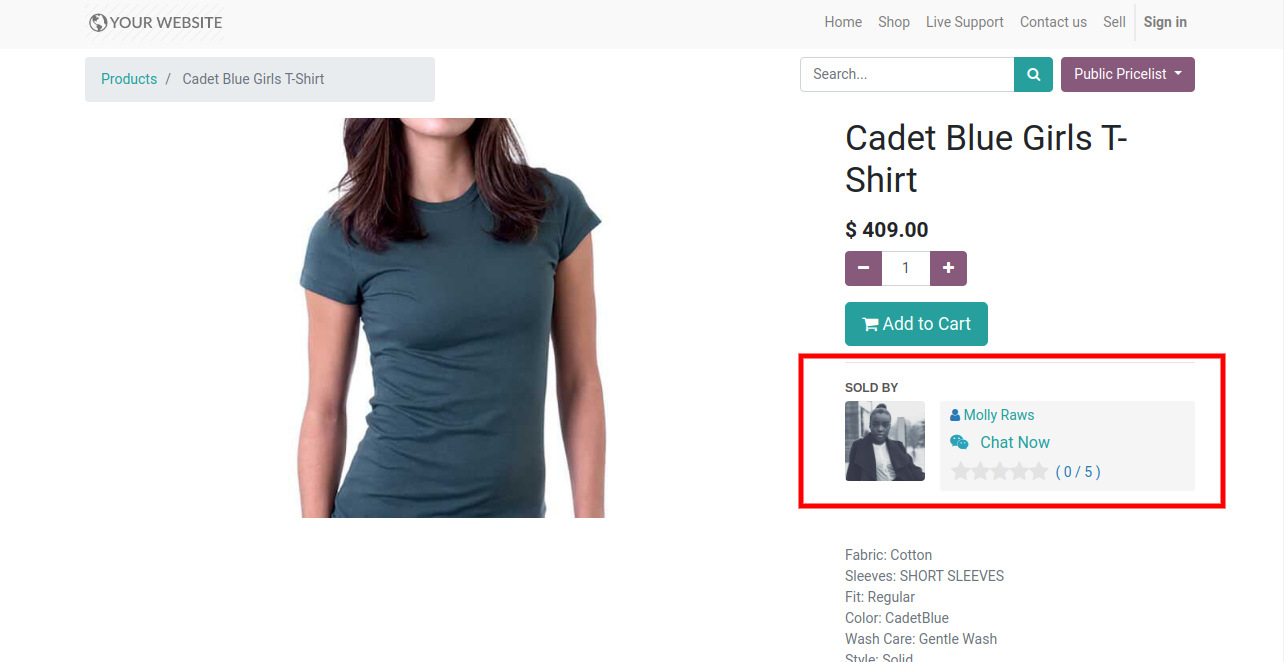 YOUR WEBSITE
Home Shop Live Support Contact us Sell Sign in
Products / Cadet Blue Girls T-Shirt
Search...
Public Pricelist
Cadet Blue Girls T-
Shirt
$ 409.00
1
Add to Cart
SOLD BY
Molly Raws
Chat Now
( 0 / 5 )
Fabric: Cotton
Sleeves: SHORT SLEEVES
Fit: Regular
Color: CadetBlue
Wash Care: Gentle Wash
Style: Solid